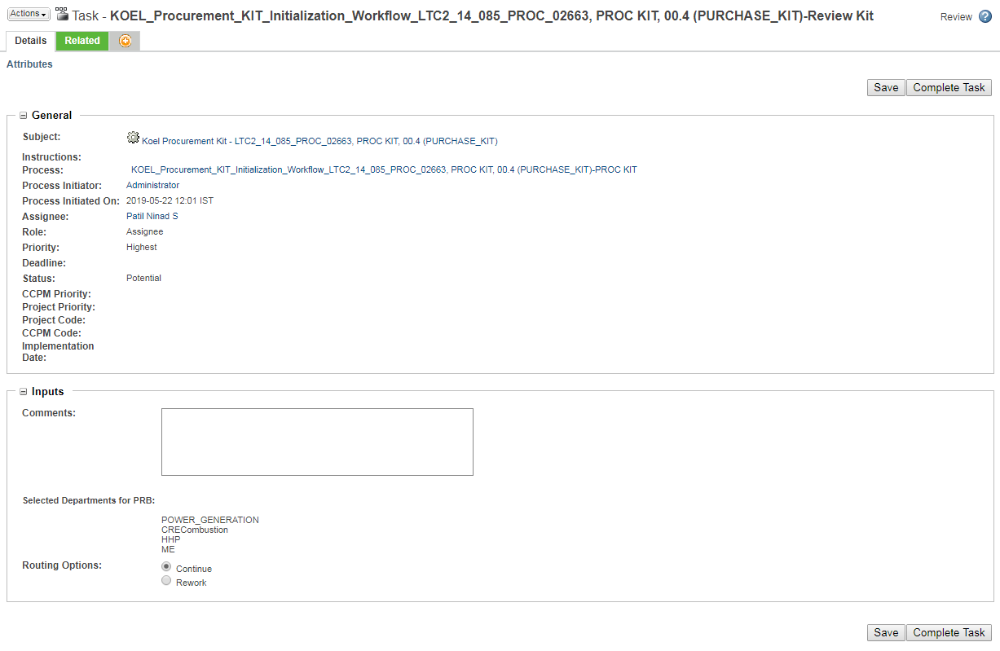 Actions
Task - KOEL_Procurement_KIT_Initialization_Workflow_LTC2_14_085_PROC_02663, PROC KIT, 00.4 (PURCHASE_KIT)-Review Kit
Review ?
Details Related
Attributes
Save Complete Task
General
Subject: Koel Procurement Kit - LTC2_14_085_PROC_02663, PROC KIT, 00.4 (PURCHASE_KIT)
Instructions:
Process: KOEL_Procurement_KIT_Initialization_Workflow_LTC2_14_085_PROC_02663, PROC KIT, 00.4 (PURCHASE_KIT)-PROC KIT
Process Initiator: Administrator
Process Initiated On: 2019-05-22 12:01 IST
Assignee: Patil Ninad S
Role: Assignee
Priority: Highest
Deadline:
Status: Potential
CCPM Priority:
Project Priority:
Project Code:
CCPM Code:
Implementation
Date:
Inputs
Comments:
Selected Departments for PRB:
POWER_GENERATION
CRECombustion
HHP
ME
Routing Options: Continue
Rework
Save Complete Task